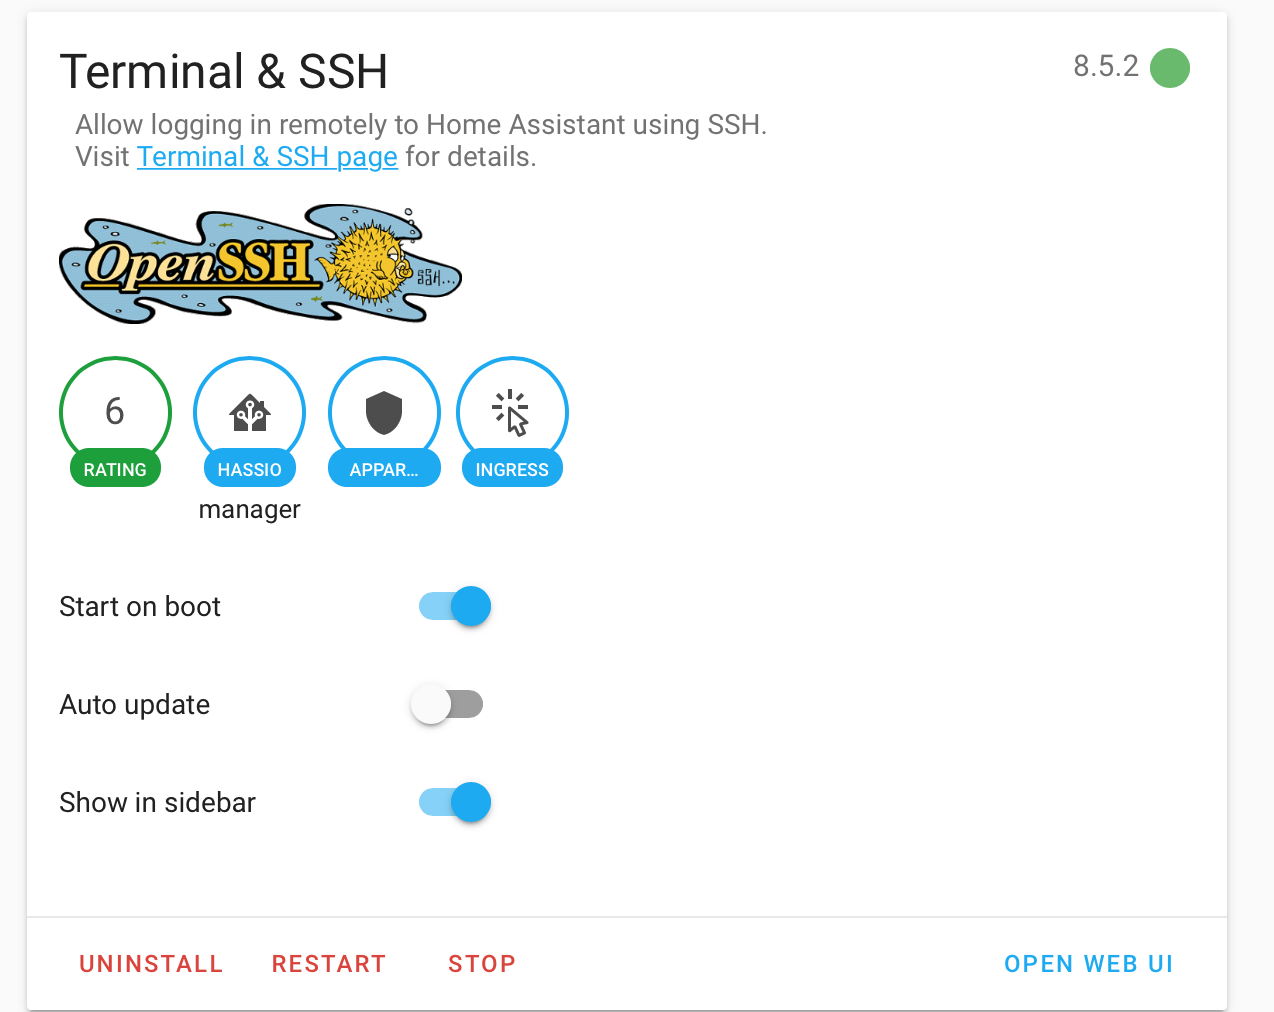 Terminal & SSH
8.5.2
Allow logging in remotely to Home Assistant using SSH.
Visit Terminal & SSH page for details.
OpenSSH
SSH...
6
RATING
HASSIO
APPAR...
INGRESS
manager
Start on boot
Auto update
Show in sidebar
UNINSTALL
RESTART
STOP
OPEN WEB UI